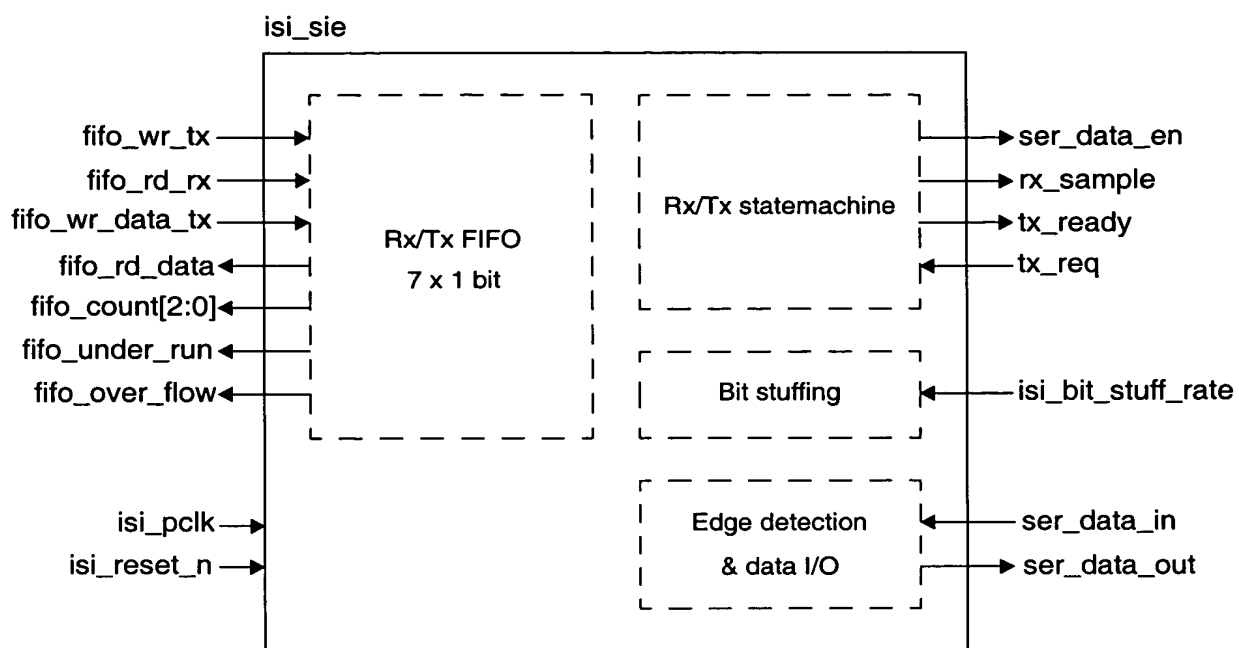 isi_sie
fifo_wr_tx
fifo_rd_rx
fifo_wr_data_tx
fifo_rd_data
fifo_count[2:0]
fifo_under_run
fifo_over_flow
isi_pclk
isi_reset_n
Rx/Tx FIFO
7 x 1 bit
Rx/Tx statemachine
Bit stuffing
Edge detection
& data I/O
ser_data_en
rx_sample
tx_ready
tx_req
isi_bit_stuff_rate
ser_data_in
ser_data_out